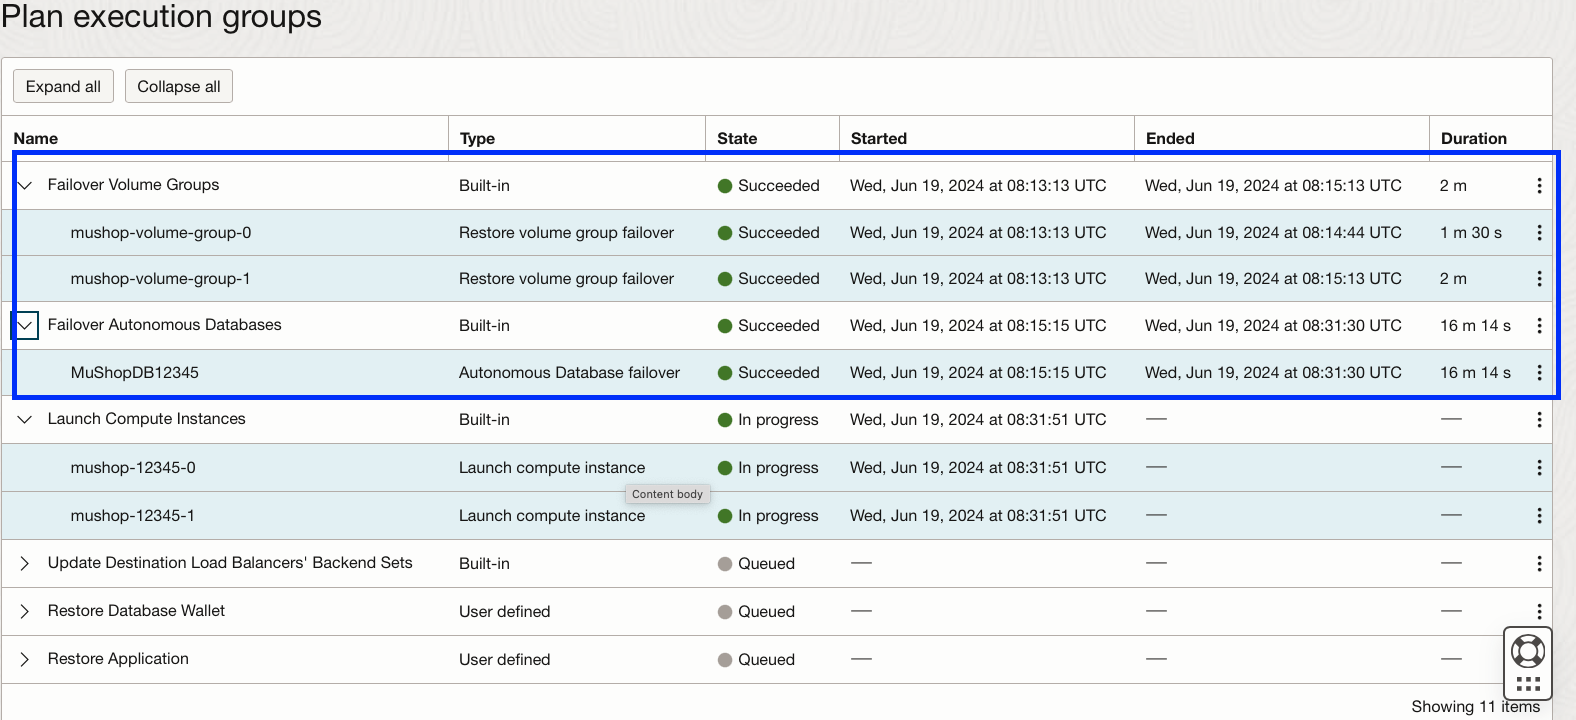 Plan execution groups
Expand all Collapse all
Name Type State Started Ended Duration
Failover Volume Groups Built-in Succeeded Wed, Jun 19, 2024 at 08:13:13 UTC Wed, Jun 19, 2024 at 08:15:13 UTC 2 m
mushop-volume-group-0 Restore volume group failover Succeeded Wed, Jun 19, 2024 at 08:13:13 UTC Wed, Jun 19, 2024 at 08:14:44 UTC 1 m 30 s
mushop-volume-group-1 Restore volume group failover Succeeded Wed, Jun 19, 2024 at 08:13:13 UTC Wed, Jun 19, 2024 at 08:15:13 UTC 2 m
Failover Autonomous Databases Built-in Succeeded Wed, Jun 19, 2024 at 08:15:15 UTC Wed, Jun 19, 2024 at 08:31:30 UTC 16 m 14 s
MuShopDB12345 Autonomous Database failover Succeeded Wed, Jun 19, 2024 at 08:15:15 UTC Wed, Jun 19, 2024 at 08:31:30 UTC 16 m 14 s
Launch Compute Instances Built-in In progress Wed, Jun 19, 2024 at 08:31:51 UTC — —
mushop-12345-0 Launch compute instance In progress Wed, Jun 19, 2024 at 08:31:51 UTC — —
Content body
mushop-12345-1 Launch compute instance In progress Wed, Jun 19, 2024 at 08:31:51 UTC — —
Update Destination Load Balancers' Backend Sets Built-in Queued — — —
Restore Database Wallet User defined Queued — — —
Restore Application User defined Queued — — —
Showing 11 items